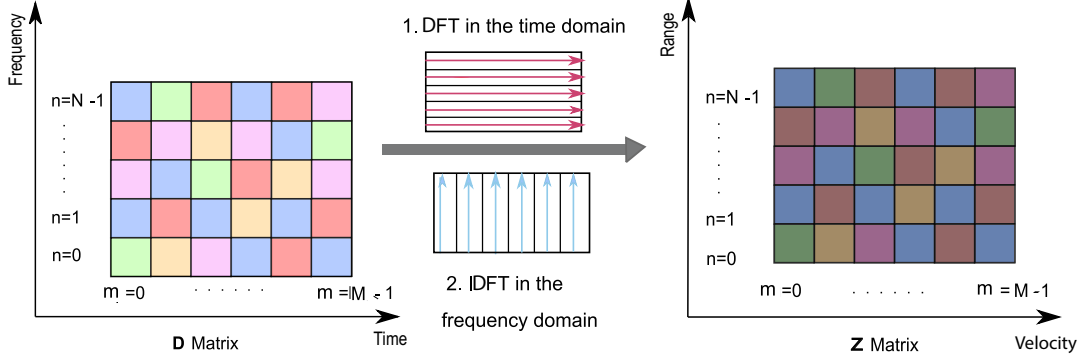 Frequency
n=N -1
n=1
n=0
m =0
. . . . . . .
m =M - 1
Time
D Matrix
1. DFT in the time domain
2. IDFT in the
frequency domain
Range
n=N -1
n=1
n=0
m =0
. . . . . . .
m = M - 1
Velocity
Z Matrix